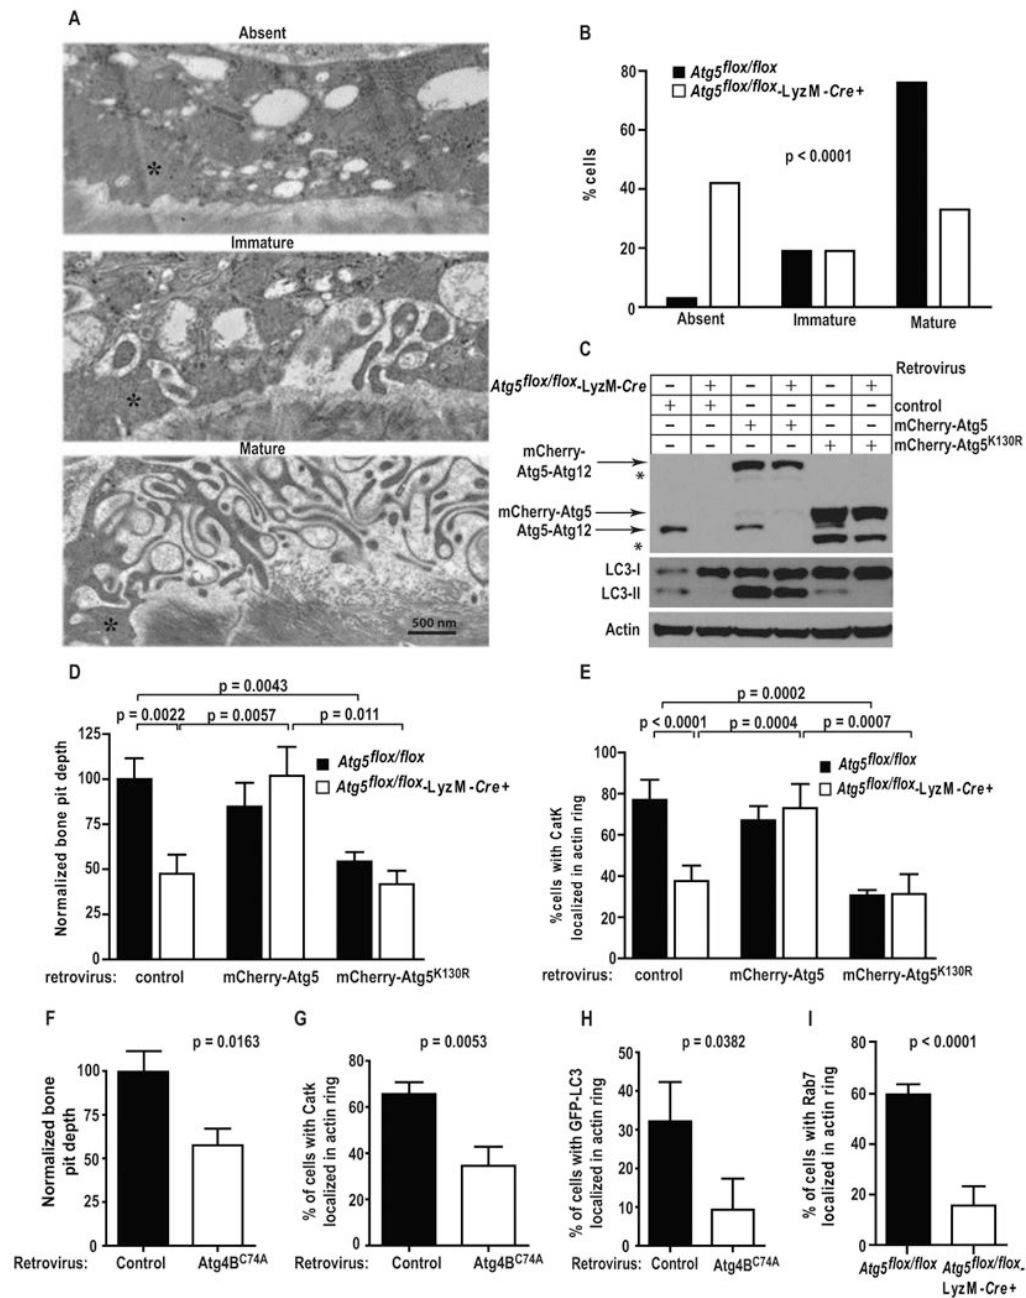 A
Absent
*
Immature
*
Mature
*
500 nm
B
Atg5flox/flox
Atg5flox/flox-LyzM-Cre+
p < 0.0001
% cells
80
60
40
20
0
Absent Immature Mature
C
Retrovirus
Atg5flox/flox-LyzM-Cre − + − + − +
+ + − − − − control
− − + + − − mCherry-Atg5
− − − − + + mCherry-Atg5K130R
mCherry-
Atg5-Atg12
*
mCherry-Atg5
Atg5-Atg12
*
LC3-I
LC3-II
Actin
D
p = 0.0043
p = 0.0022 p = 0.0057 p = 0.011
Atg5flox/flox
Atg5flox/flox-LyzM-Cre+
Normalized bone pit depth
125
100
75
50
25
0
retrovirus: control mCherry-Atg5 mCherry-Atg5K130R
E
p = 0.0002
p < 0.0001 p = 0.0004 p = 0.0007
Atg5flox/flox
Atg5flox/flox-LyzM-Cre+
%cells with CatK
localized in actin ring
100
80
60
40
20
0
retrovirus: control mCherry-Atg5 mCherry-Atg5K130R
F
p = 0.0163
Normalized bone
pit depth
100
75
50
25
0
Retrovirus: Control Atg4BC74A
G
p = 0.0053
% of cells with Catk
localized in actin ring
80
60
40
20
0
Control Atg4BC74A
H
p = 0.0382
% of cells with GFP-LC3
localized in actin ring
50
40
30
20
10
0
Retrovirus: Control Atg4BC74A
I
p < 0.0001
% of cells with Rab7
localized in actin ring
80
60
40
20
0
Atg5flox/flox Atg5flox/flox-
LyzM-Cre+